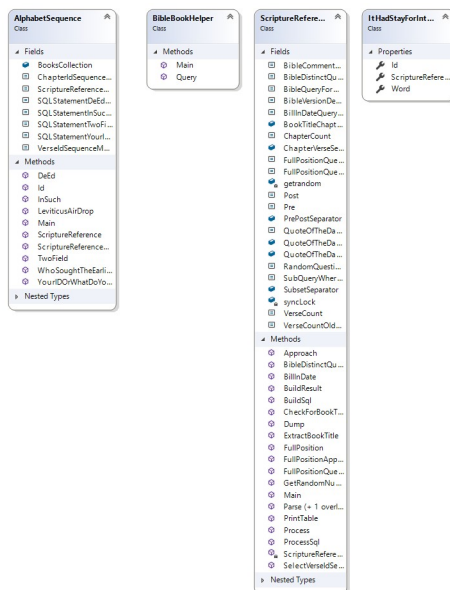 AlphabetSequence
Class
Fields
BooksCollection
ChapterIdSequence...
ScriptureReference...
SQLStatementDeEd...
SQLStatementInSuc...
SQLStatementTwoFi...
SQLStatementYourI...
VerseIdSequenceM...
Methods
DeEd
Id
InSuch
LeviticusAirDrop
Main
ScriptureReference
ScriptureReference...
TwoField
WhoSoughtTheEarli...
YourIDOrWhatDoYo...
Nested Types
BibleBookHelper
Class
Methods
Main
Query
ScriptureRefere...
Class
Fields
BibleComment...
BibleDistinctQu...
BibleQueryFor...
BibleVersionDe...
BillInDateQuery...
BookTitleChapt...
ChapterCount
ChapterVerseSe...
FullPositionQue...
FullPositionQue...
getrandom
Post
Pre
PrePostSeparator
QuoteOfTheDa...
QuoteOfTheDa...
QuoteOfTheDa...
RandomQuesti...
SubQueryWher...
SubsetSeparator
syncLock
VerseCount
VerseCountOld...
Methods
Approach
BibleDistinctQu...
BillInDate
BuildResult
BuildSql
CheckForBookT...
Dump
ExtractBookTitle
FullPosition
FullPositionApp...
FullPositionQue...
GetRandomNu...
Main
Parse (+ 1 overl...
PrintTable
Process
ProcessSql
ScriptureRefere...
SelectVerseIdSe...
Nested Types
ItHadStayForInt...
Class
Properties
Id
ScriptureRefere...
Word